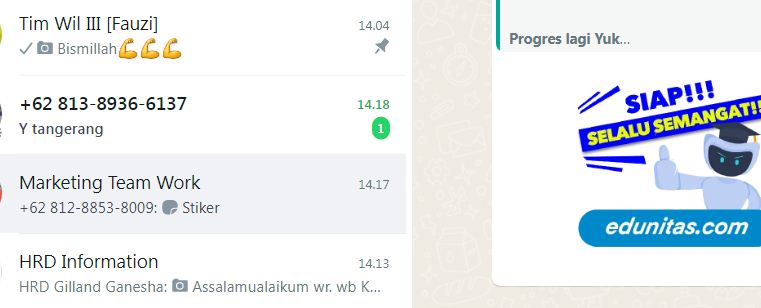 Tim Wil III [Fauzi]
14.04
Bismillah💪💪💪
+62 813-8936-6137
14.18
Y tangerang
1
Marketing Team Work
14.17
+62 812-8853-8009: Stiker
HRD Information
14.13
HRD Gilland Ganesha: Assalamualaikum wr. wb K...
Progres lagi Yuk...
SIAP!!!
SELALU SEMANGAT!!
edunitas.com